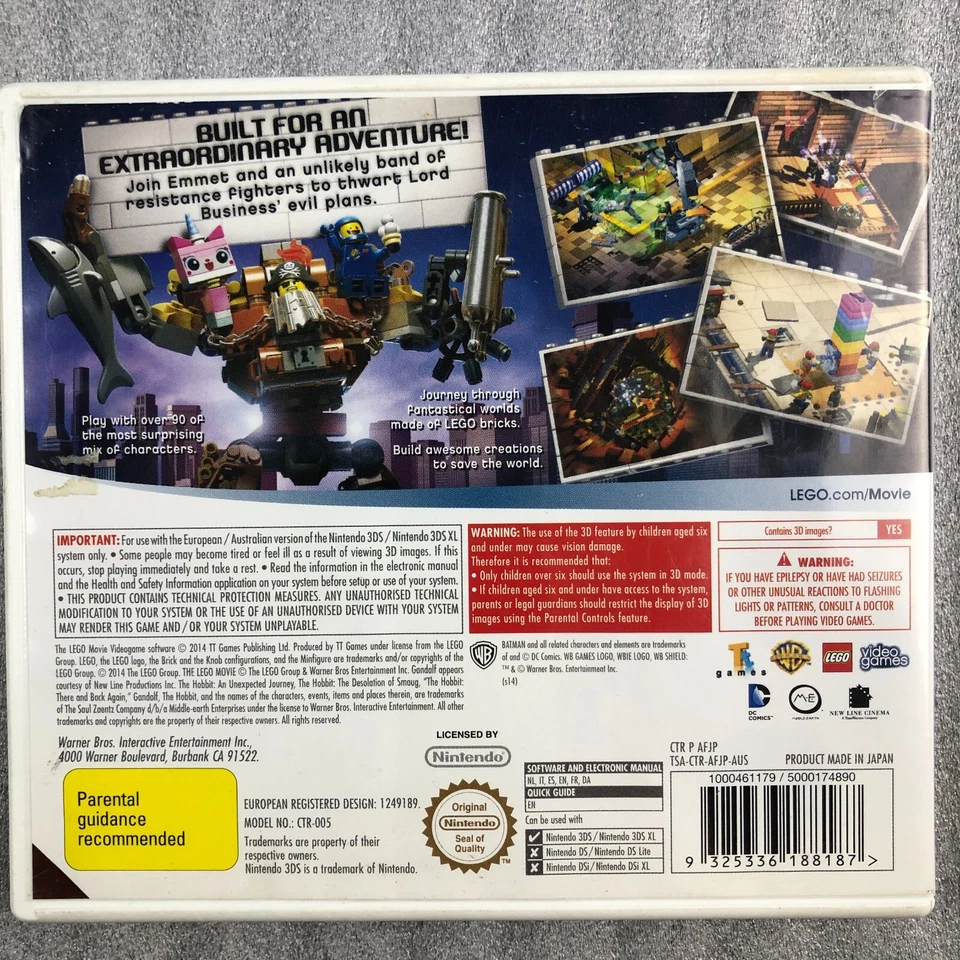 BUILT FOR AN
EXTRAORDINARY ADVENTURE!
Join Emmet and an unlikely band of
resistance fighters to thwart Lord
Business' evil plans.
Play with over 90 of
the most surprising
mix of characters.
Journey through
fantastical worlds
made of LEGO bricks.
Build awesome creations
to save the world.
LEGO.com/Movie
IMPORTANT: For use with the European / Australian version of the Nintendo 3DS / Nintendo 3DS XL
system only. • Some people may become tired or feel ill as a result of viewing 3D images. If this
occurs, stop playing immediately and take a rest. • Read the information in the electronic manual
and the Health and Safety Information application on your system before setup or use of your system.
• THIS PRODUCT CONTAINS TECHNICAL PROTECTION MEASURES. ANY UNAUTHORISED TECHNICAL
MODIFICATION TO YOUR SYSTEM OR THE USE OF AN UNAUTHORISED DEVICE WITH YOUR SYSTEM
MAY RENDER THIS GAME AND / OR YOUR SYSTEM UNPLAYABLE.
WARNING: The use of the 3D feature by children aged six
and under may cause vision damage.
Therefore it is recommended that:
• Only children over six should use the system in 3D mode.
• If children aged six and under have access to the system,
parents or legal guardians should restrict the display of 3D
images using the Parental Controls feature.
Contains 3D images? YES
WARNING:
IF YOU HAVE EPILEPSY OR HAVE HAD SEIZURES
OR OTHER UNUSUAL REACTIONS TO FLASHING
LIGHTS OR PATTERNS, CONSULT A DOCTOR
BEFORE PLAYING VIDEO GAMES.
The LEGO Movie Videogame software © 2014 TT Games Publishing Ltd. Produced by TT Games under license from the LEGO
Group. LEGO, the LEGO logo, the Brick and the Knob configurations, and the Minifigure are trademarks and/or copyrights of the
LEGO Group. © 2014 The LEGO Group. THE LEGO MOVIE © The LEGO Group & Warner Bros Entertainment Inc. Gandalf appears
courtesy of New Line Productions Inc. The Hobbit: An Unexpected Journey, The Hobbit: The Desolation of Smaug, "The Hobbit:
There and Back Again," Gandalf, The Hobbit, and the names of the characters, events, items and places therein, are trademarks
of The Saul Zaentz Company d/b/a Middle-earth Enterprises under the license to Warner Bros. Interactive Entertainment. All other
trademarks and copyrights are the property of their respective owners. All rights reserved.
BATMAN and all related characters and elements are trademarks
of and © DC Comics. WB GAMES LOGO, WBIE LOGO, WB SHIELD:
™ & © Warner Bros. Entertainment Inc.
(s14)
TT games
WB
LEGO
video games
DC COMICS™
MIDDLE-EARTH
NEW LINE CINEMA
Warner Bros. Interactive Entertainment Inc.,
4000 Warner Boulevard, Burbank CA 91522.
LICENSED BY
Nintendo®
CTR P AFJP
TSA-CTR-AFJP-AUS
PRODUCT MADE IN JAPAN
Parental
guidance
recommended
EUROPEAN REGISTERED DESIGN: 1249189.
MODEL NO.: CTR-005
Trademarks are property of their
respective owners.
Nintendo 3DS is a trademark of Nintendo.
Original
Nintendo
Seal of
Quality
™
SOFTWARE AND ELECTRONIC MANUAL
NL, IT, ES, EN, FR, DA
QUICK GUIDE
EN
Can be used with
Nintendo 3DS / Nintendo 3DS XL
Nintendo DS / Nintendo DS Lite
Nintendo DSi / Nintendo DSi XL
1000461179 / 5000174890
9 325336 188187 >